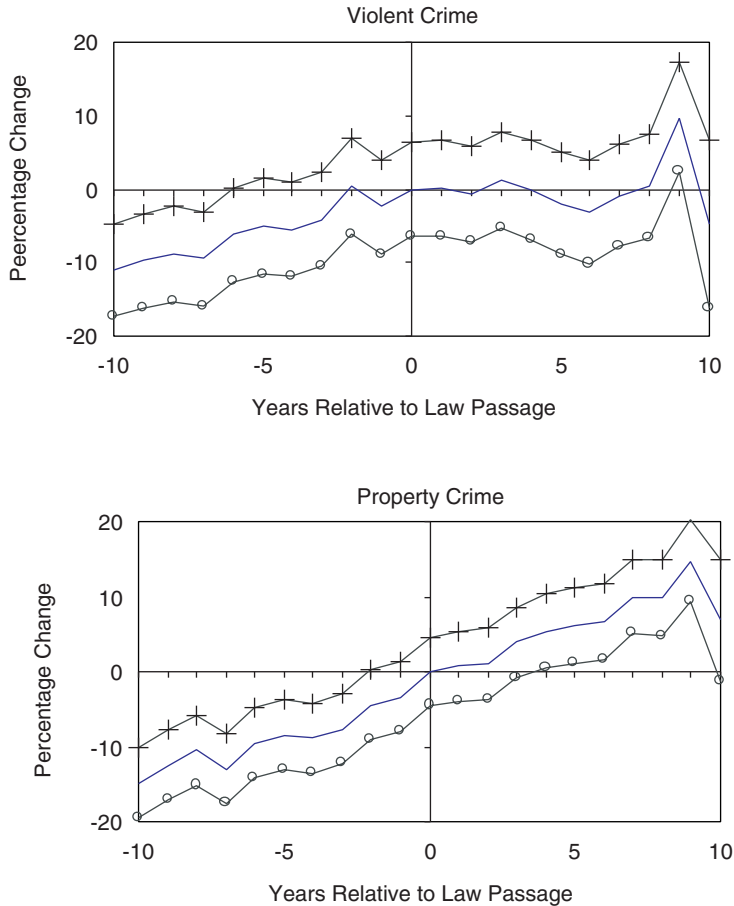 Violent Crime
20
10
0
-10
-20
Peercentage Change
-10 -5 0 5 10
Years Relative to Law Passage
Property Crime
20
10
0
-10
-20
Percentage Change
-10 -5 0 5 10
Years Relative to Law Passage